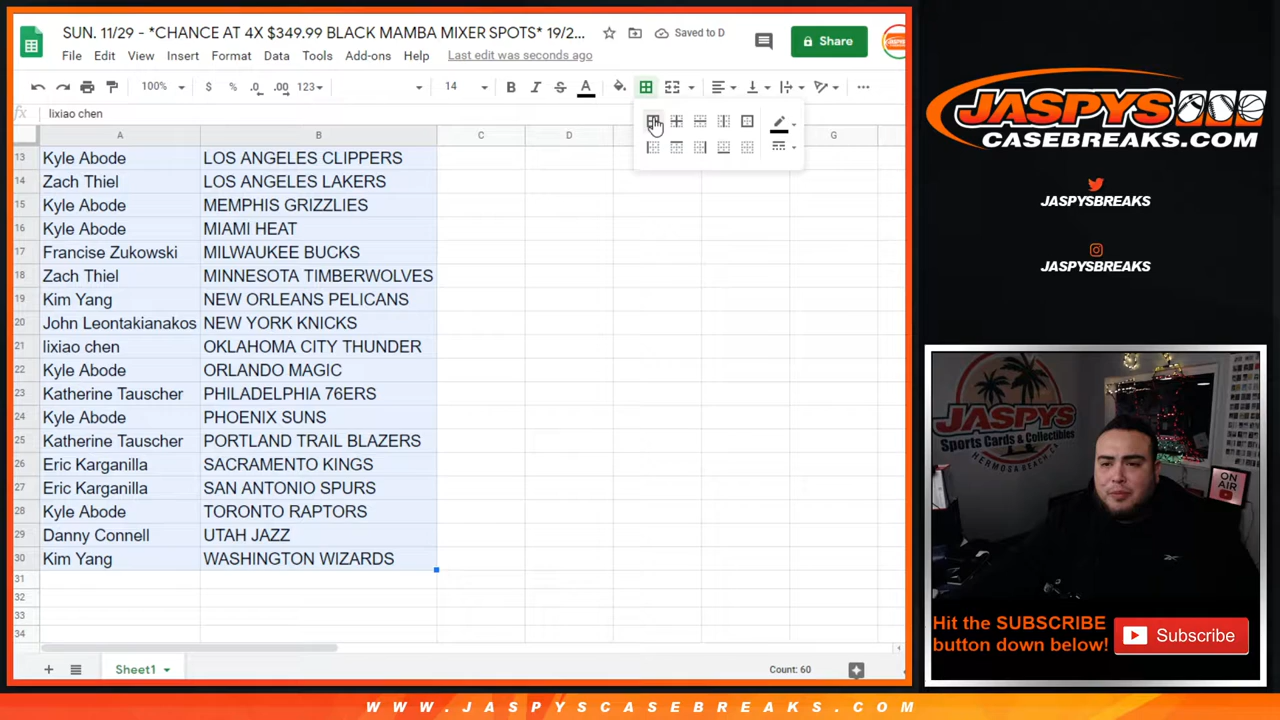 SUN. 11/29 - *CHANCE AT 4X $349.99 BLACK MAMBA MIXER SPOTS* 19/2...
Saved to D
Share
File Edit View Insert Format Data Tools Add-ons Help Last edit was seconds ago
100% $ % .0 .00 123 14 B I S A
fx lixiao chen
A B C D E G
13 Kyle Abode LOS ANGELES CLIPPERS
14 Zach Thiel LOS ANGELES LAKERS
15 Kyle Abode MEMPHIS GRIZZLIES
16 Kyle Abode MIAMI HEAT
17 Francise Zukowski MILWAUKEE BUCKS
18 Zach Thiel MINNESOTA TIMBERWOLVES
19 Kim Yang NEW ORLEANS PELICANS
20 John Leontakianakos NEW YORK KNICKS
21 lixiao chen OKLAHOMA CITY THUNDER
22 Kyle Abode ORLANDO MAGIC
23 Katherine Tauscher PHILADELPHIA 76ERS
24 Kyle Abode PHOENIX SUNS
25 Katherine Tauscher PORTLAND TRAIL BLAZERS
26 Eric Karganilla SACRAMENTO KINGS
27 Eric Karganilla SAN ANTONIO SPURS
28 Kyle Abode TORONTO RAPTORS
29 Danny Connell UTAH JAZZ
30 Kim Yang WASHINGTON WIZARDS
31
32
33
34
Sheet1
Count: 60
JASPYS
CASEBREAKS.COM
JASPYSBREAKS
JASPYSBREAKS
JASPYS
Sports Cards & Collectibles
HERMOSA BEACH
ON AIR
Hit the SUBSCRIBE
button down below!
Subscribe
WWW.JASPYSCASEBREAKS.COM